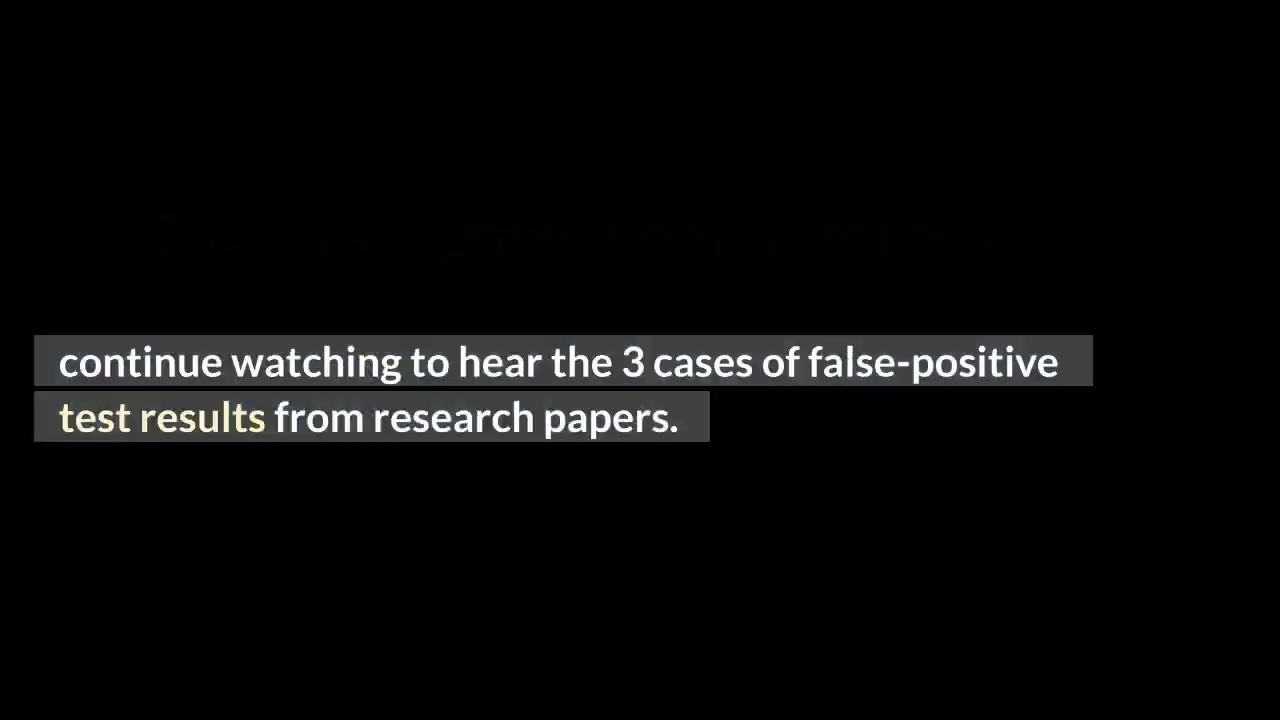 continue watching to hear the 3 cases of false-positive
test results from research papers.